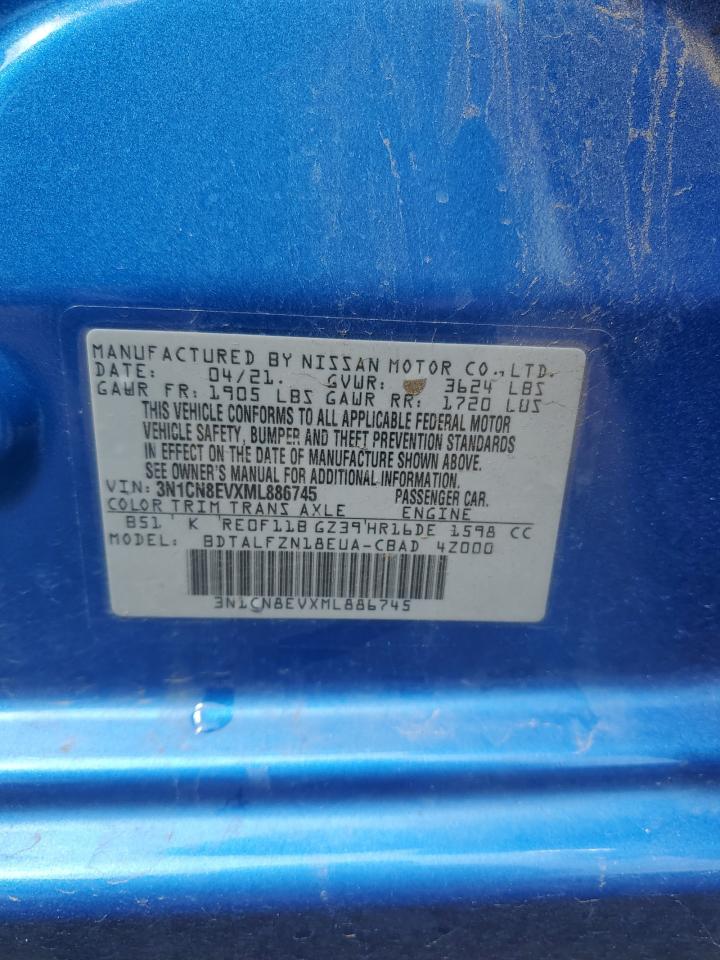 MANUFACTURED BY NISSAN MOTOR CO., LTD.
DATE: 04/21. GVWR: 3624 LBS
GAWR FR: 1905 LBS GAWR RR: 1720 LBS
THIS VEHICLE CONFORMS TO ALL APPLICABLE FEDERAL MOTOR
VEHICLE SAFETY, BUMPER AND THEFT PREVENTION STANDARDS
IN EFFECT ON THE DATE OF MANUFACTURE SHOWN ABOVE.
SEE OWNER'S MANUAL FOR ADDITIONAL INFORMATION.
VIN: 3N1CN8EVXML886745 PASSENGER CAR.
COLOR TRIM TRANS AXLE ENGINE
B51 K RE0F11B GZ39 HR16DE 1598 CC
MODEL: BDTALFZN18EUA-CBAD 4Z000
3N1CN8EVXML886745